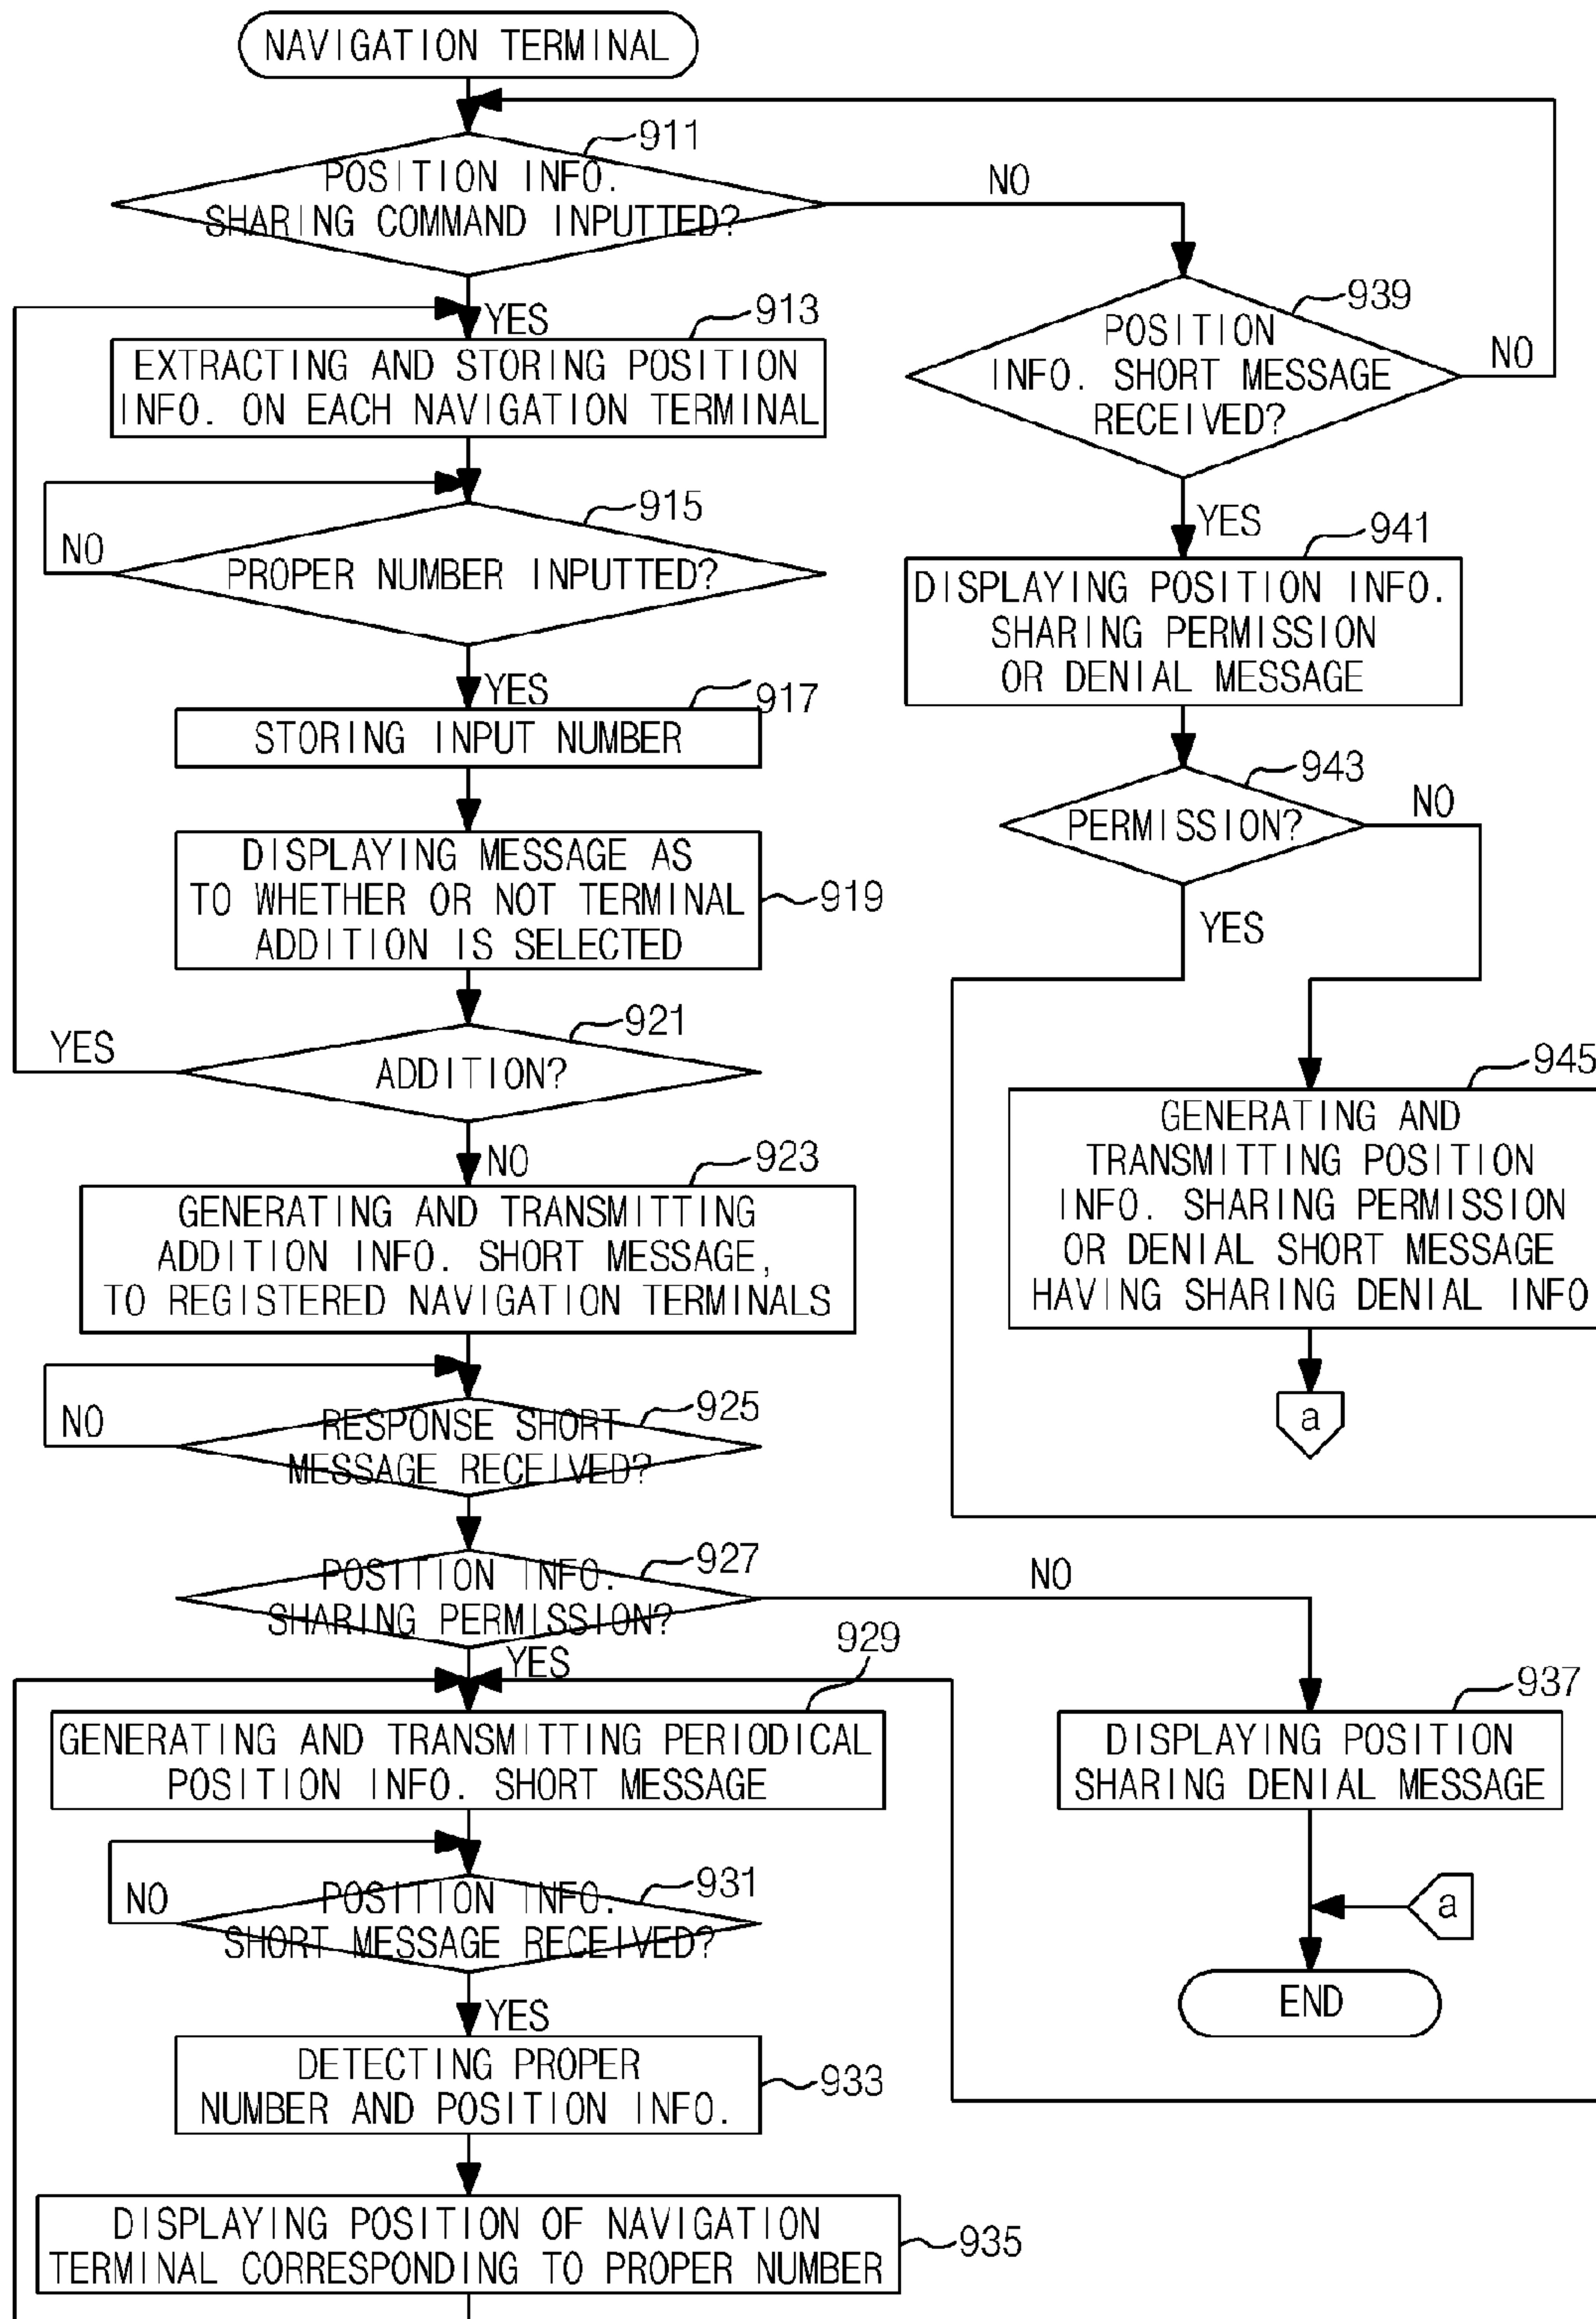 NAVIGATION TERMINAL
911
POSITION INFO.
SHARING COMMAND INPUTTED?
NO
YES
913
EXTRACTING AND STORING POSITION
INFO. ON EACH NAVIGATION TERMINAL
915
NO
PROPER NUMBER INPUTTED?
YES
917
STORING INPUT NUMBER
DISPLAYING MESSAGE AS
TO WHETHER OR NOT TERMINAL
ADDITION IS SELECTED
919
921
YES
ADDITION?
NO
923
GENERATING AND TRANSMITTING
ADDITION INFO. SHORT MESSAGE,
TO REGISTERED NAVIGATION TERMINALS
925
NO
RESPONSE SHORT
MESSAGE RECEIVED?
927
POSITION INFO.
SHARING PERMISSION?
NO
YES
929
GENERATING AND TRANSMITTING PERIODICAL
POSITION INFO. SHORT MESSAGE
931
NO
POSITION INFO.
SHORT MESSAGE RECEIVED?
YES
DETECTING PROPER
NUMBER AND POSITION INFO.
933
DISPLAYING POSITION OF NAVIGATION
TERMINAL CORRESPONDING TO PROPER NUMBER
935
939
POSITION
INFO. SHORT MESSAGE
RECEIVED?
NO
YES
941
DISPLAYING POSITION INFO.
SHARING PERMISSION
OR DENIAL MESSAGE
943
PERMISSION?
NO
YES
945
GENERATING AND
TRANSMITTING POSITION
INFO. SHARING PERMISSION
OR DENIAL SHORT MESSAGE
HAVING SHARING DENIAL INFO
a
937
DISPLAYING POSITION
SHARING DENIAL MESSAGE
a
END